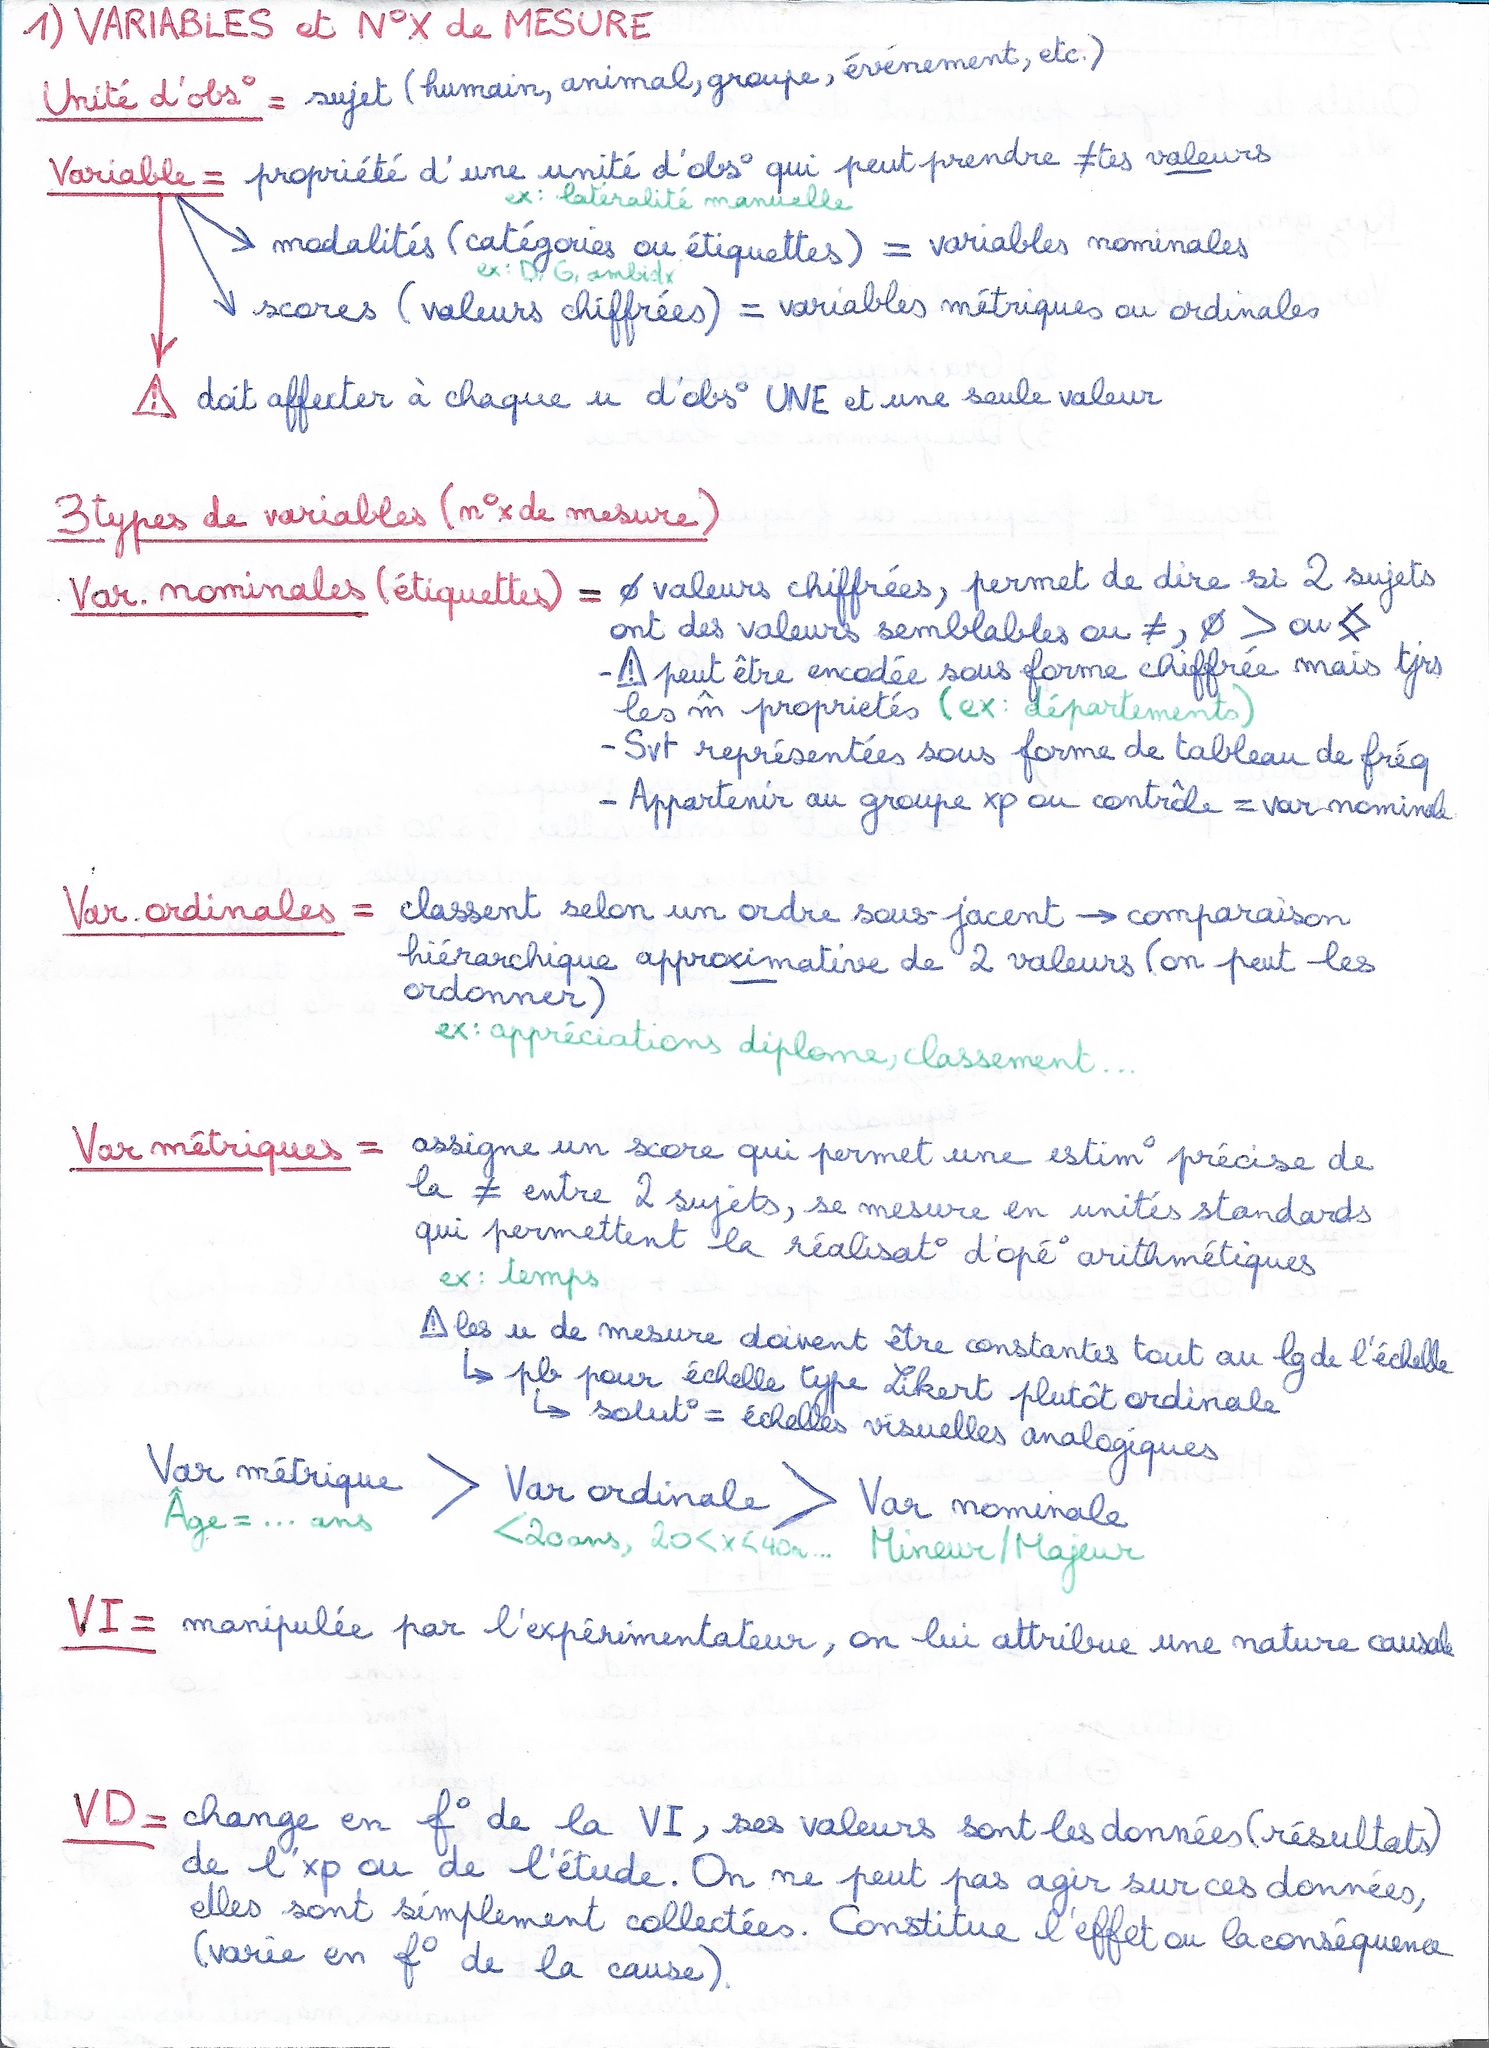 1) VARIABLES et N°X de MESURE
Unité d'obs° = sujet (humain, animal, groupe, événement, etc.)
Variable = propriété d'une unité d'obs° qui peut prendre ≠tes valeurs
ex: latéralité manuelle
modalités (catégories ou étiquettes) = variables nominales
ex: D, G, ambidx
scores (valeurs chiffrées) = variables métriques ou ordinales
⚠ doit affecter à chaque u d'obs° UNE et une seule valeur
3 types de variables (n°x de mesure)
Var. nominales (étiquettes) = ∅ valeurs chiffrées, permet de dire si 2 sujets
ont des valeurs semblables ou ≠, ∅ > ou <
- ⚠ peut être encodée sous forme chiffrée mais tjrs
les m̂ proprietés (ex: départements)
- Svt représentées sous forme de tableau de fréq
- Appartenir au groupe xp ou contrôle = var nominale
Var. ordinales = classent selon un ordre sous-jacent → comparaison
hiérarchique approximative de 2 valeurs (on peut les
ordonner)
ex: appréciations diplome, classement...
Var métriques = assigne un score qui permet une estim° précise de
la ≠ entre 2 sujets, se mesure en unités standards
qui permettent la réalisat° d'opé° arithmétiques
ex: temps
⚠ les u de mesure doivent être constantes tout au lg de l'échelle
↳ pb pour échelle type Likert plutôt ordinale
↳ solut° = échelles visuelles analogiques
Var métrique > Var ordinale > Var nominale
Âge = ... ans <20ans, 20<x<40a... Mineur/Majeur
VI = manipulée par l'expérimentateur, on lui attribue une nature causale
VD = change en f° de la VI, ses valeurs sont les données (résultats)
de l'xp ou de l'étude. On ne peut pas agir sur ces données,
elles sont simplement collectées. Constitue l'effet ou la conséquence
(varie en f° de la cause).